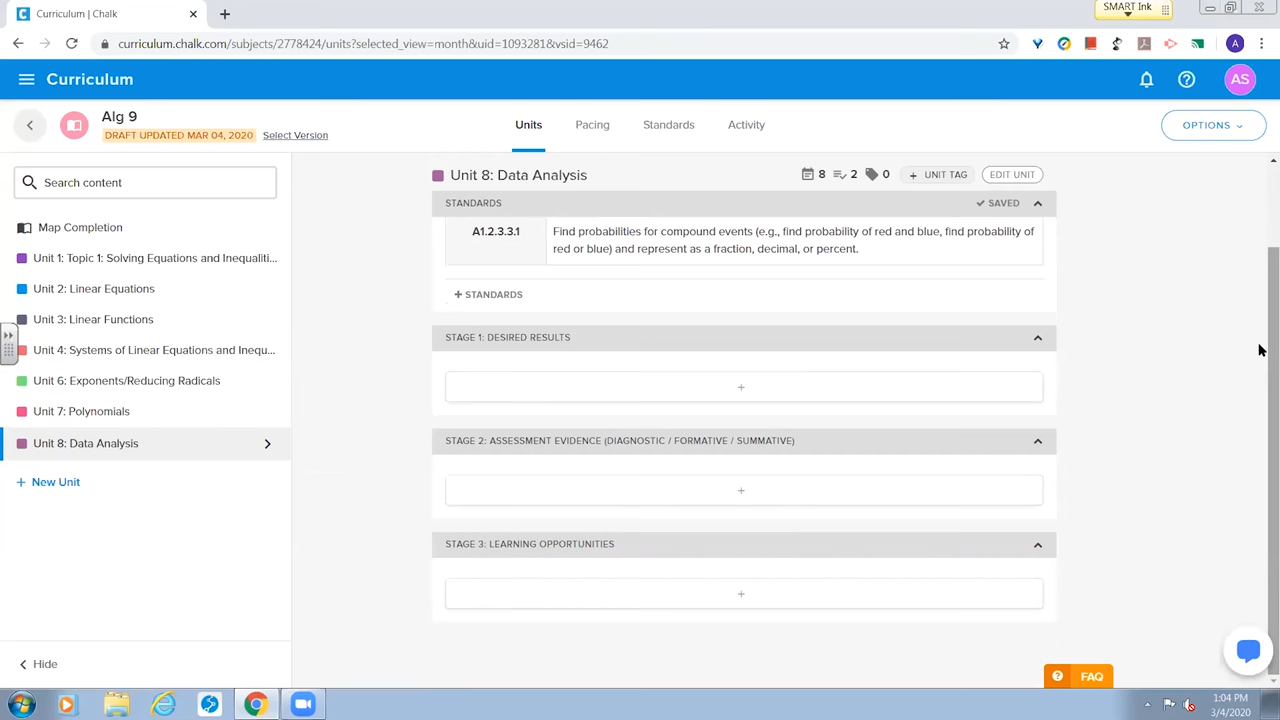 Curriculum | Chalk
SMART Ink
curriculum.chalk.com/subjects/2778424/units?selected_view=month&uid=1093281&vsid=9462
A
Curriculum
AS
Alg 9
DRAFT UPDATED MAR 04, 2020
Select Version
Units
Pacing
Standards
Activity
OPTIONS
Search content
Map Completion
Unit 1: Topic 1: Solving Equations and Inequaliti...
Unit 2: Linear Equations
Unit 3: Linear Functions
Unit 4: Systems of Linear Equations and Inequ...
Unit 6: Exponents/Reducing Radicals
Unit 7: Polynomials
Unit 8: Data Analysis
+ New Unit
Hide
Unit 8: Data Analysis
8 2 0
+ UNIT TAG
EDIT UNIT
STANDARDS
SAVED
A1.2.3.3.1
Find probabilities for compound events (e.g., find probability of red and blue, find probability of
red or blue) and represent as a fraction, decimal, or percent.
+ STANDARDS
STAGE 1: DESIRED RESULTS
+
STAGE 2: ASSESSMENT EVIDENCE (DIAGNOSTIC / FORMATIVE / SUMMATIVE)
+
STAGE 3: LEARNING OPPORTUNITIES
+
FAQ
1:04 PM
3/4/2020